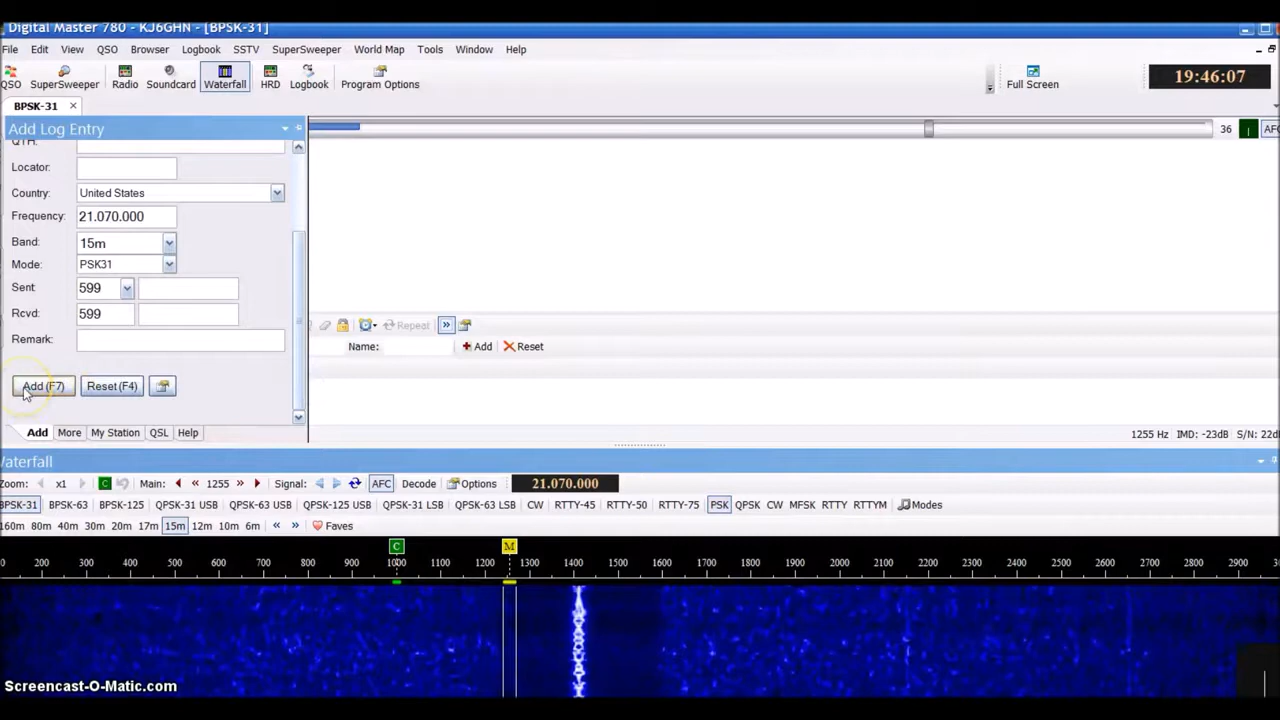 Digital Master 780 - KJ6GHN - [BPSK-31]
File Edit View QSO Browser Logbook SSTV SuperSweeper World Map Tools Window Help
QSO SuperSweeper Radio Soundcard Waterfall HRD Logbook Program Options Full Screen 19:46:07
BPSK-31
Add Log Entry
36 AFC
QTH:
Locator:
Country: United States
Frequency: 21.070.000
Band: 15m
Mode: PSK31
Sent: 599
Rcvd: 599
Repeat
Remark:
Name: Add Reset
Add (F7) Reset (F4)
Add More My Station QSL Help
1255 Hz IMD: -23dB S/N: 22d
Waterfall
Zoom: x1 C Main: 1255 Signal: AFC Decode Options 21.070.000
BPSK-31 BPSK-63 BPSK-125 QPSK-31 USB QPSK-63 USB QPSK-125 USB QPSK-31 LSB QPSK-63 LSB CW RTTY-45 RTTY-50 RTTY-75 PSK QPSK CW MFSK RTTY RTTYM Modes
160m 80m 40m 30m 20m 17m 15m 12m 10m 6m Faves
C M
200 300 400 500 600 700 800 900 1000 1100 1200 1300 1400 1500 1600 1700 1800 1900 2000 2100 2200 2300 2400 2500 2600 2700 2800 2900
Screencast-O-Matic.com